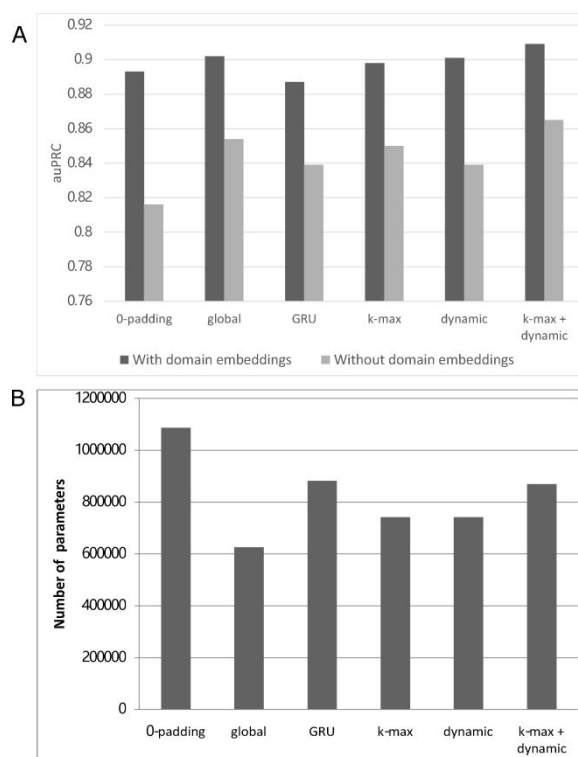 A
0.92
0.9
0.88
0.86
0.84
0.82
0.8
0.78
0.76
auPRC
0-padding global GRU k-max dynamic k-max +
dynamic
With domain embeddings Without domain embeddings
B
1200000
1000000
800000
600000
400000
200000
0
Number of parameters
0-padding global GRU k-max dynamic k-max +
dynamic